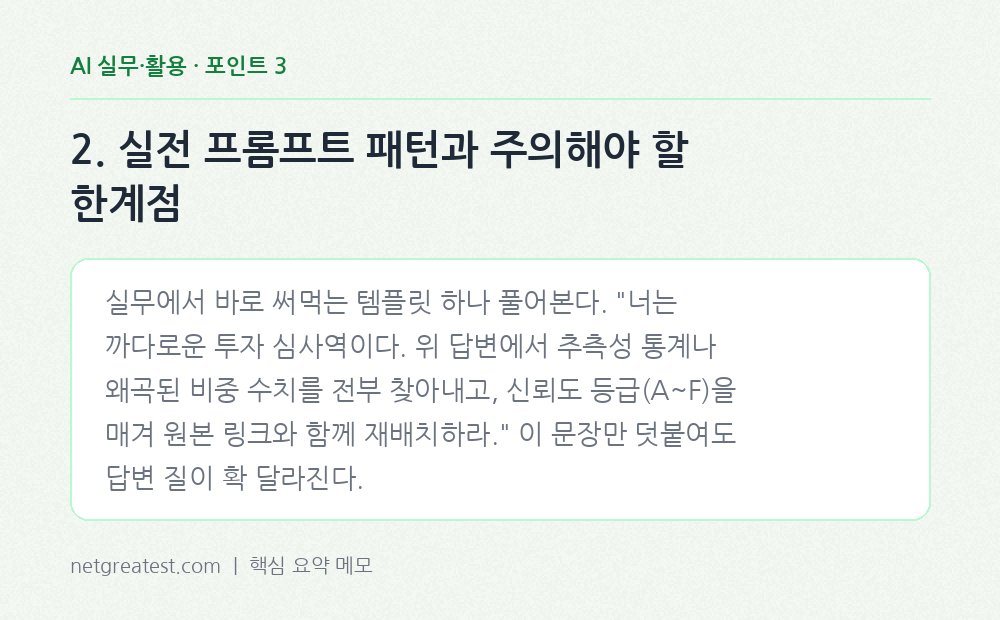 AI 실무·활용 · 포인트 3
2. 실전 프롬프트 패턴과 주의해야 할
한계점
실무에서 바로 써먹는 템플릿 하나 풀어본다. "너는
까다로운 투자 심사역이다. 위 답변에서 추측성 통계나
왜곡된 비중 수치를 전부 찾아내고, 신뢰도 등급(A~F)을
매겨 원본 링크와 함께 재배치하라." 이 문장만 덧붙여도
답변 질이 확 달라진다.
netgreatest.com | 핵심 요약 메모